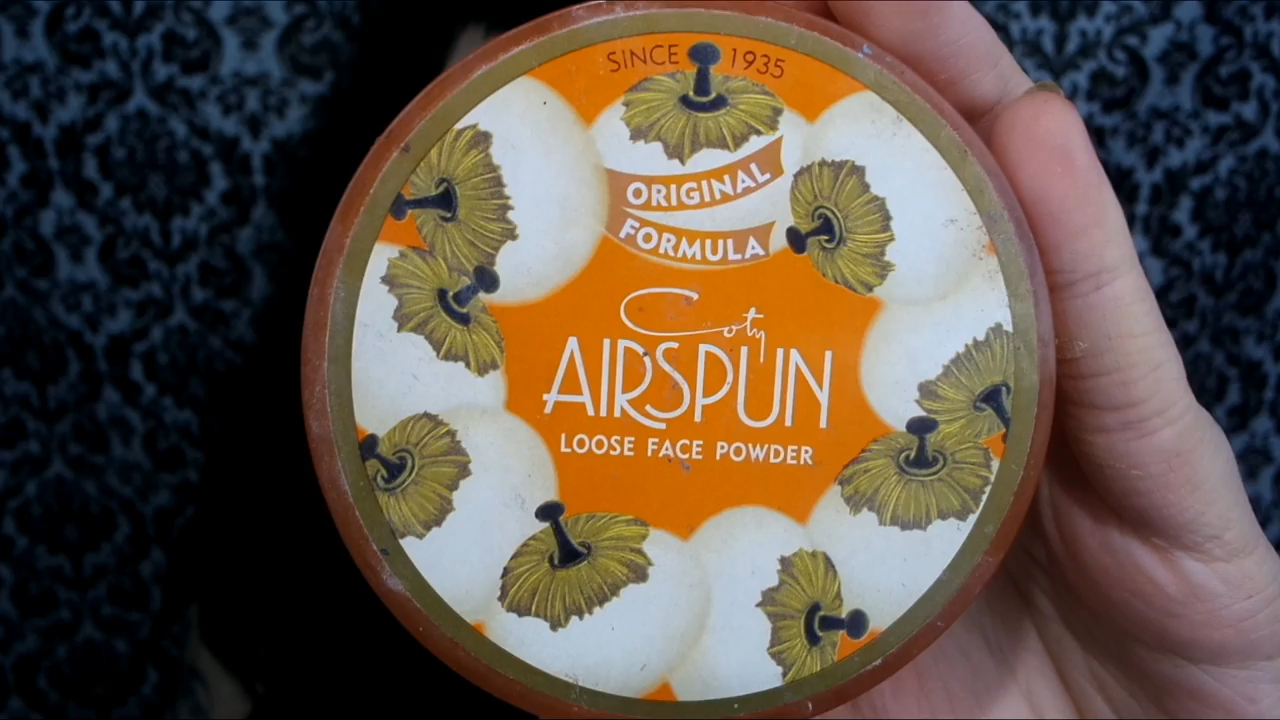 SINCE 1935
ORIGINAL
FORMULA
Coty
AIRSPUN
LOOSE FACE POWDER